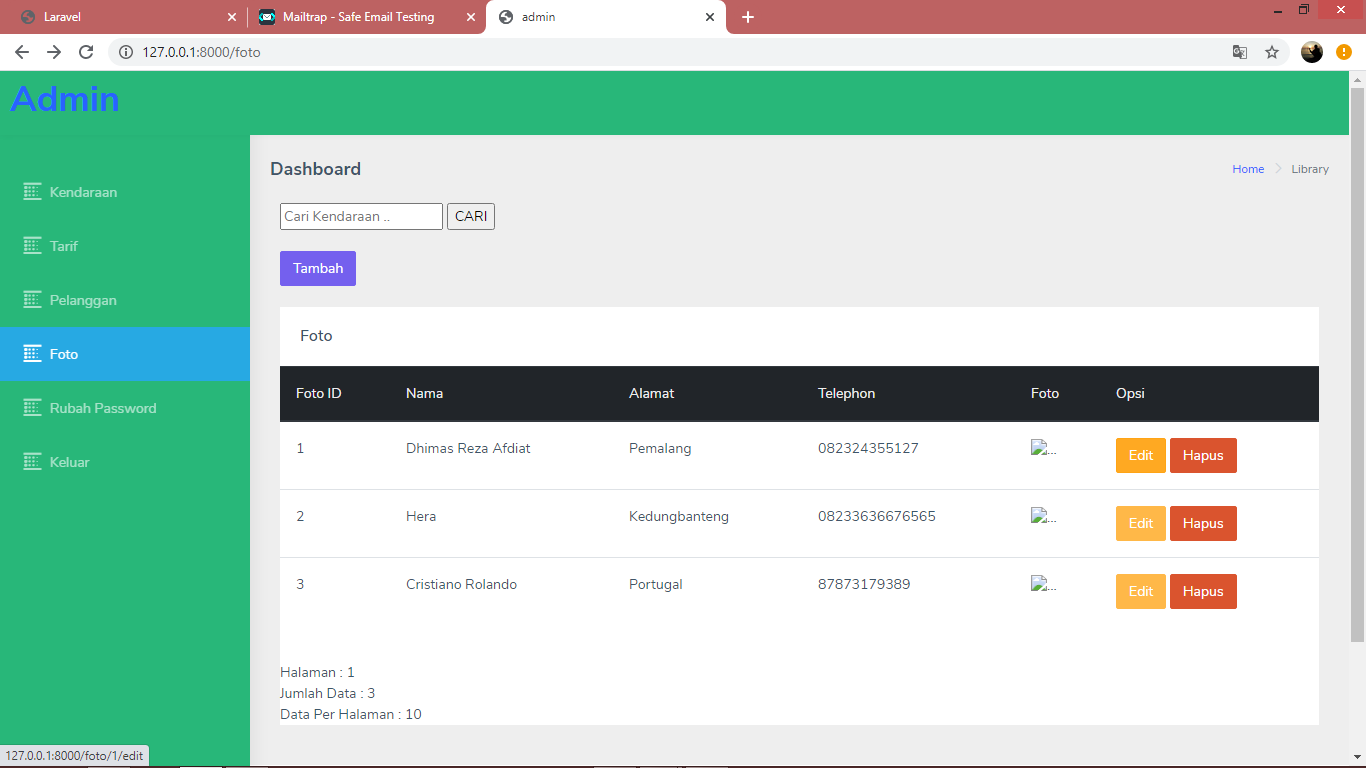 Laravel
Mailtrap - Safe Email Testing
admin
127.0.0.1:8000/foto
Admin
Kendaraan
Tarif
Pelanggan
Foto
Rubah Password
Keluar
Dashboard
Home Library
Cari Kendaraan .. CARI
Tambah
Foto
Foto ID Nama Alamat Telephon Foto Opsi
1 Dhimas Reza Afdiat Pemalang 082324355127 ... Edit Hapus
2 Hera Kedungbanteng 08233636676565 ... Edit Hapus
3 Cristiano Rolando Portugal 87873179389 ... Edit Hapus
Halaman : 1
Jumlah Data : 3
Data Per Halaman : 10
127.0.0.1:8000/foto/1/edit